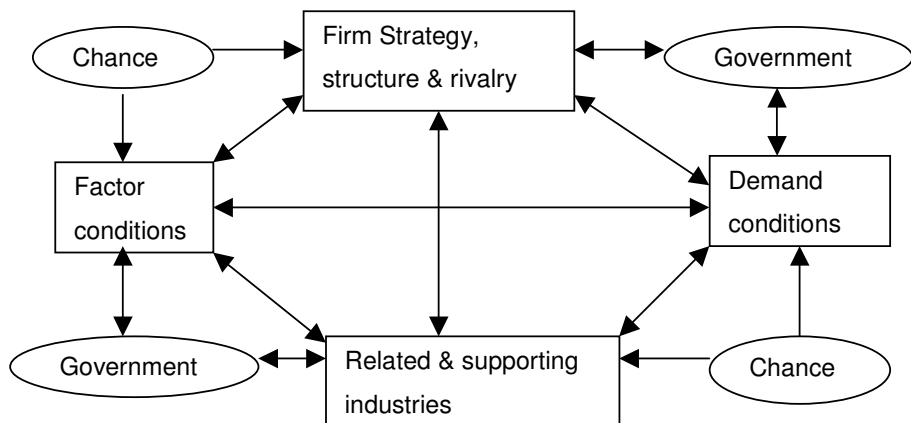 Chance
Firm Strategy,
structure & rivalry
Government
Factor
conditions
Demand
conditions
Government
Related & supporting
industries
Chance